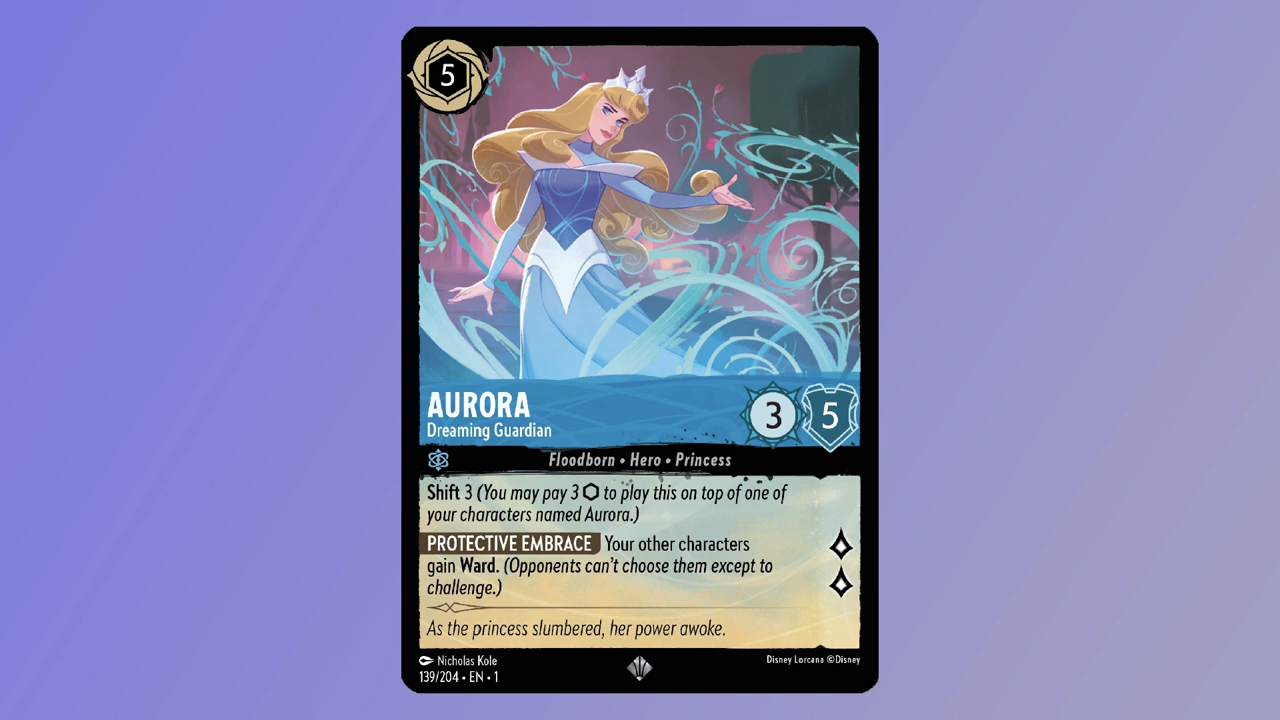 5
AURORA
Dreaming Guardian
3
5
Floodborn • Hero • Princess
Shift 3 (You may pay 3 ⬡ to play this on top of one of
your characters named Aurora.)
PROTECTIVE EMBRACE Your other characters
gain Ward. (Opponents can't choose them except to
challenge.)
As the princess slumbered, her power awoke.
Nicholas Kole
139/204 • EN • 1
Disney Lorcana ©Disney